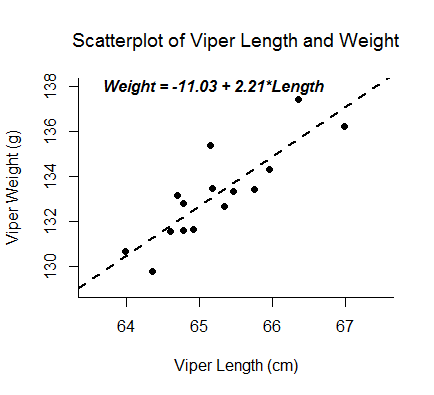 Scatterplot of Viper Length and Weight
Weight = -11.03 + 2.21*Length
Viper Weight (g)
138
136
134
132
130
64 65 66 67
Viper Length (cm)